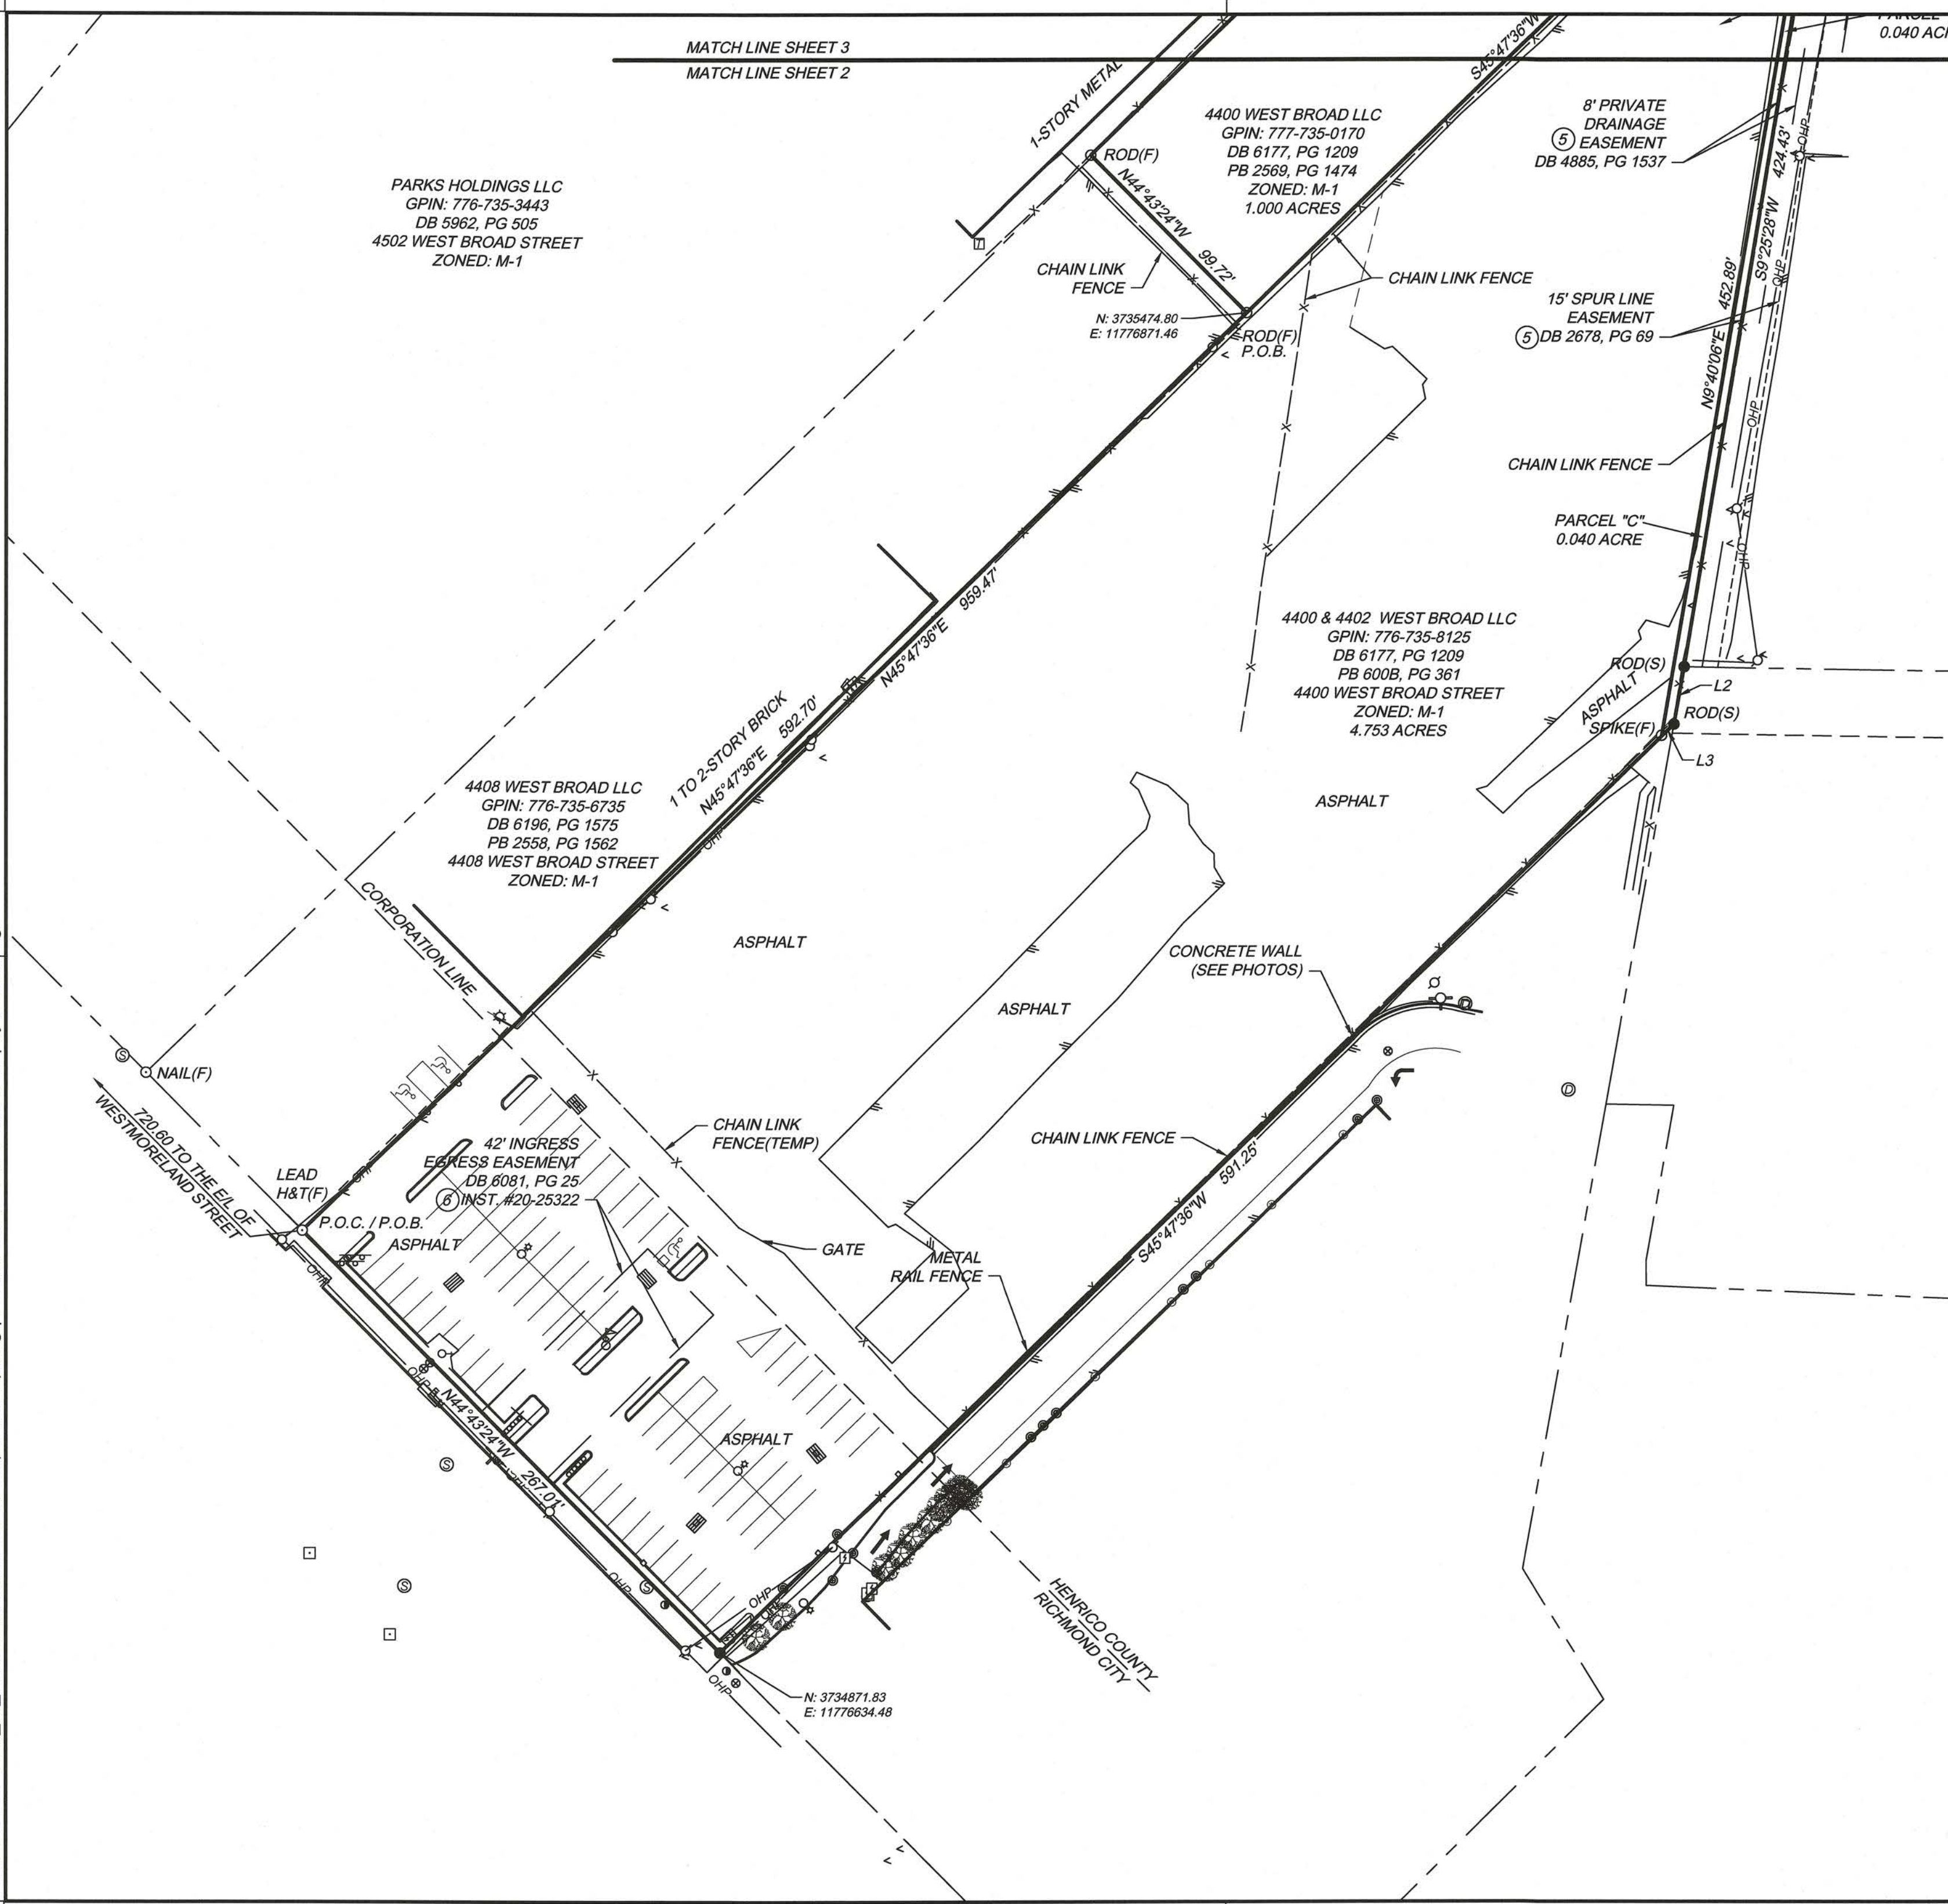 MATCH LINE SHEET 3
MATCH LINE SHEET 2
0.040
S45°47'36"W
1-STORY METAL
8' PRIVATE
DRAINAGE
5 EASEMENT
DB 4885, PG 1537
4400 WEST BROAD LLC
GPIN: 777-735-0170
DB 6177, PG 1209
PB 2569, PG 1474
ZONED: M-1
1.000 ACRES
ROD(F)
N44°43'24"W
99.72'
PARKS HOLDINGS LLC
GPIN: 776-735-3443
DB 5962, PG 505
4502 WEST BROAD STREET
ZONED: M-1
CHAIN LINK
FENCE
CHAIN LINK FENCE
N: 3735474.80
E: 11776871.46
ROD(F)
P.O.B.
15' SPUR LINE
EASEMENT
5 DB 2678, PG 69
424.43'
S9°25'28"W
452.89'
N9°40'06"E
OHP
OHP
OHP
OHP
CHAIN LINK FENCE
PARCEL "C"
0.040 ACRE
959.47'
N45°47'36"E
4400 & 4402 WEST BROAD LLC
GPIN: 776-735-8125
DB 6177, PG 1209
PB 600B, PG 361
4400 WEST BROAD STREET
ZONED: M-1
4.753 ACRES
ROD(S)
L2
ASPHALT
ROD(S)
SPIKE(F)
L3
1 TO 2-STORY BRICK
592.70'
N45°47'36"E
OHP
4408 WEST BROAD LLC
GPIN: 776-735-6735
DB 6196, PG 1575
PB 2558, PG 1562
4408 WEST BROAD STREET
ZONED: M-1
ASPHALT
CORPORATION LINE
ASPHALT
CONCRETE WALL
(SEE PHOTOS)
ASPHALT
D
S
NAIL(F)
720.60 TO THE E/L OF
WESTMORELAND STREET
CHAIN LINK
FENCE(TEMP)
CHAIN LINK FENCE
591.25'
S45°47'36"W
42' INGRESS
EGRESS EASEMENT
DB 6081, PG 25
6 INST. #20-25322
LEAD
H&T(F)
OHP
P.O.C. / P.O.B.
ASPHALT
GATE
METAL
RAIL FENCE
OHP
OHP
N44°43'24"W
267.01'
ASPHALT
S
OHP
S
S
OHP
OHP
OHP
OHP
HENRICO COUNTY
RICHMOND CITY
N: 3734871.83
E: 11776634.48